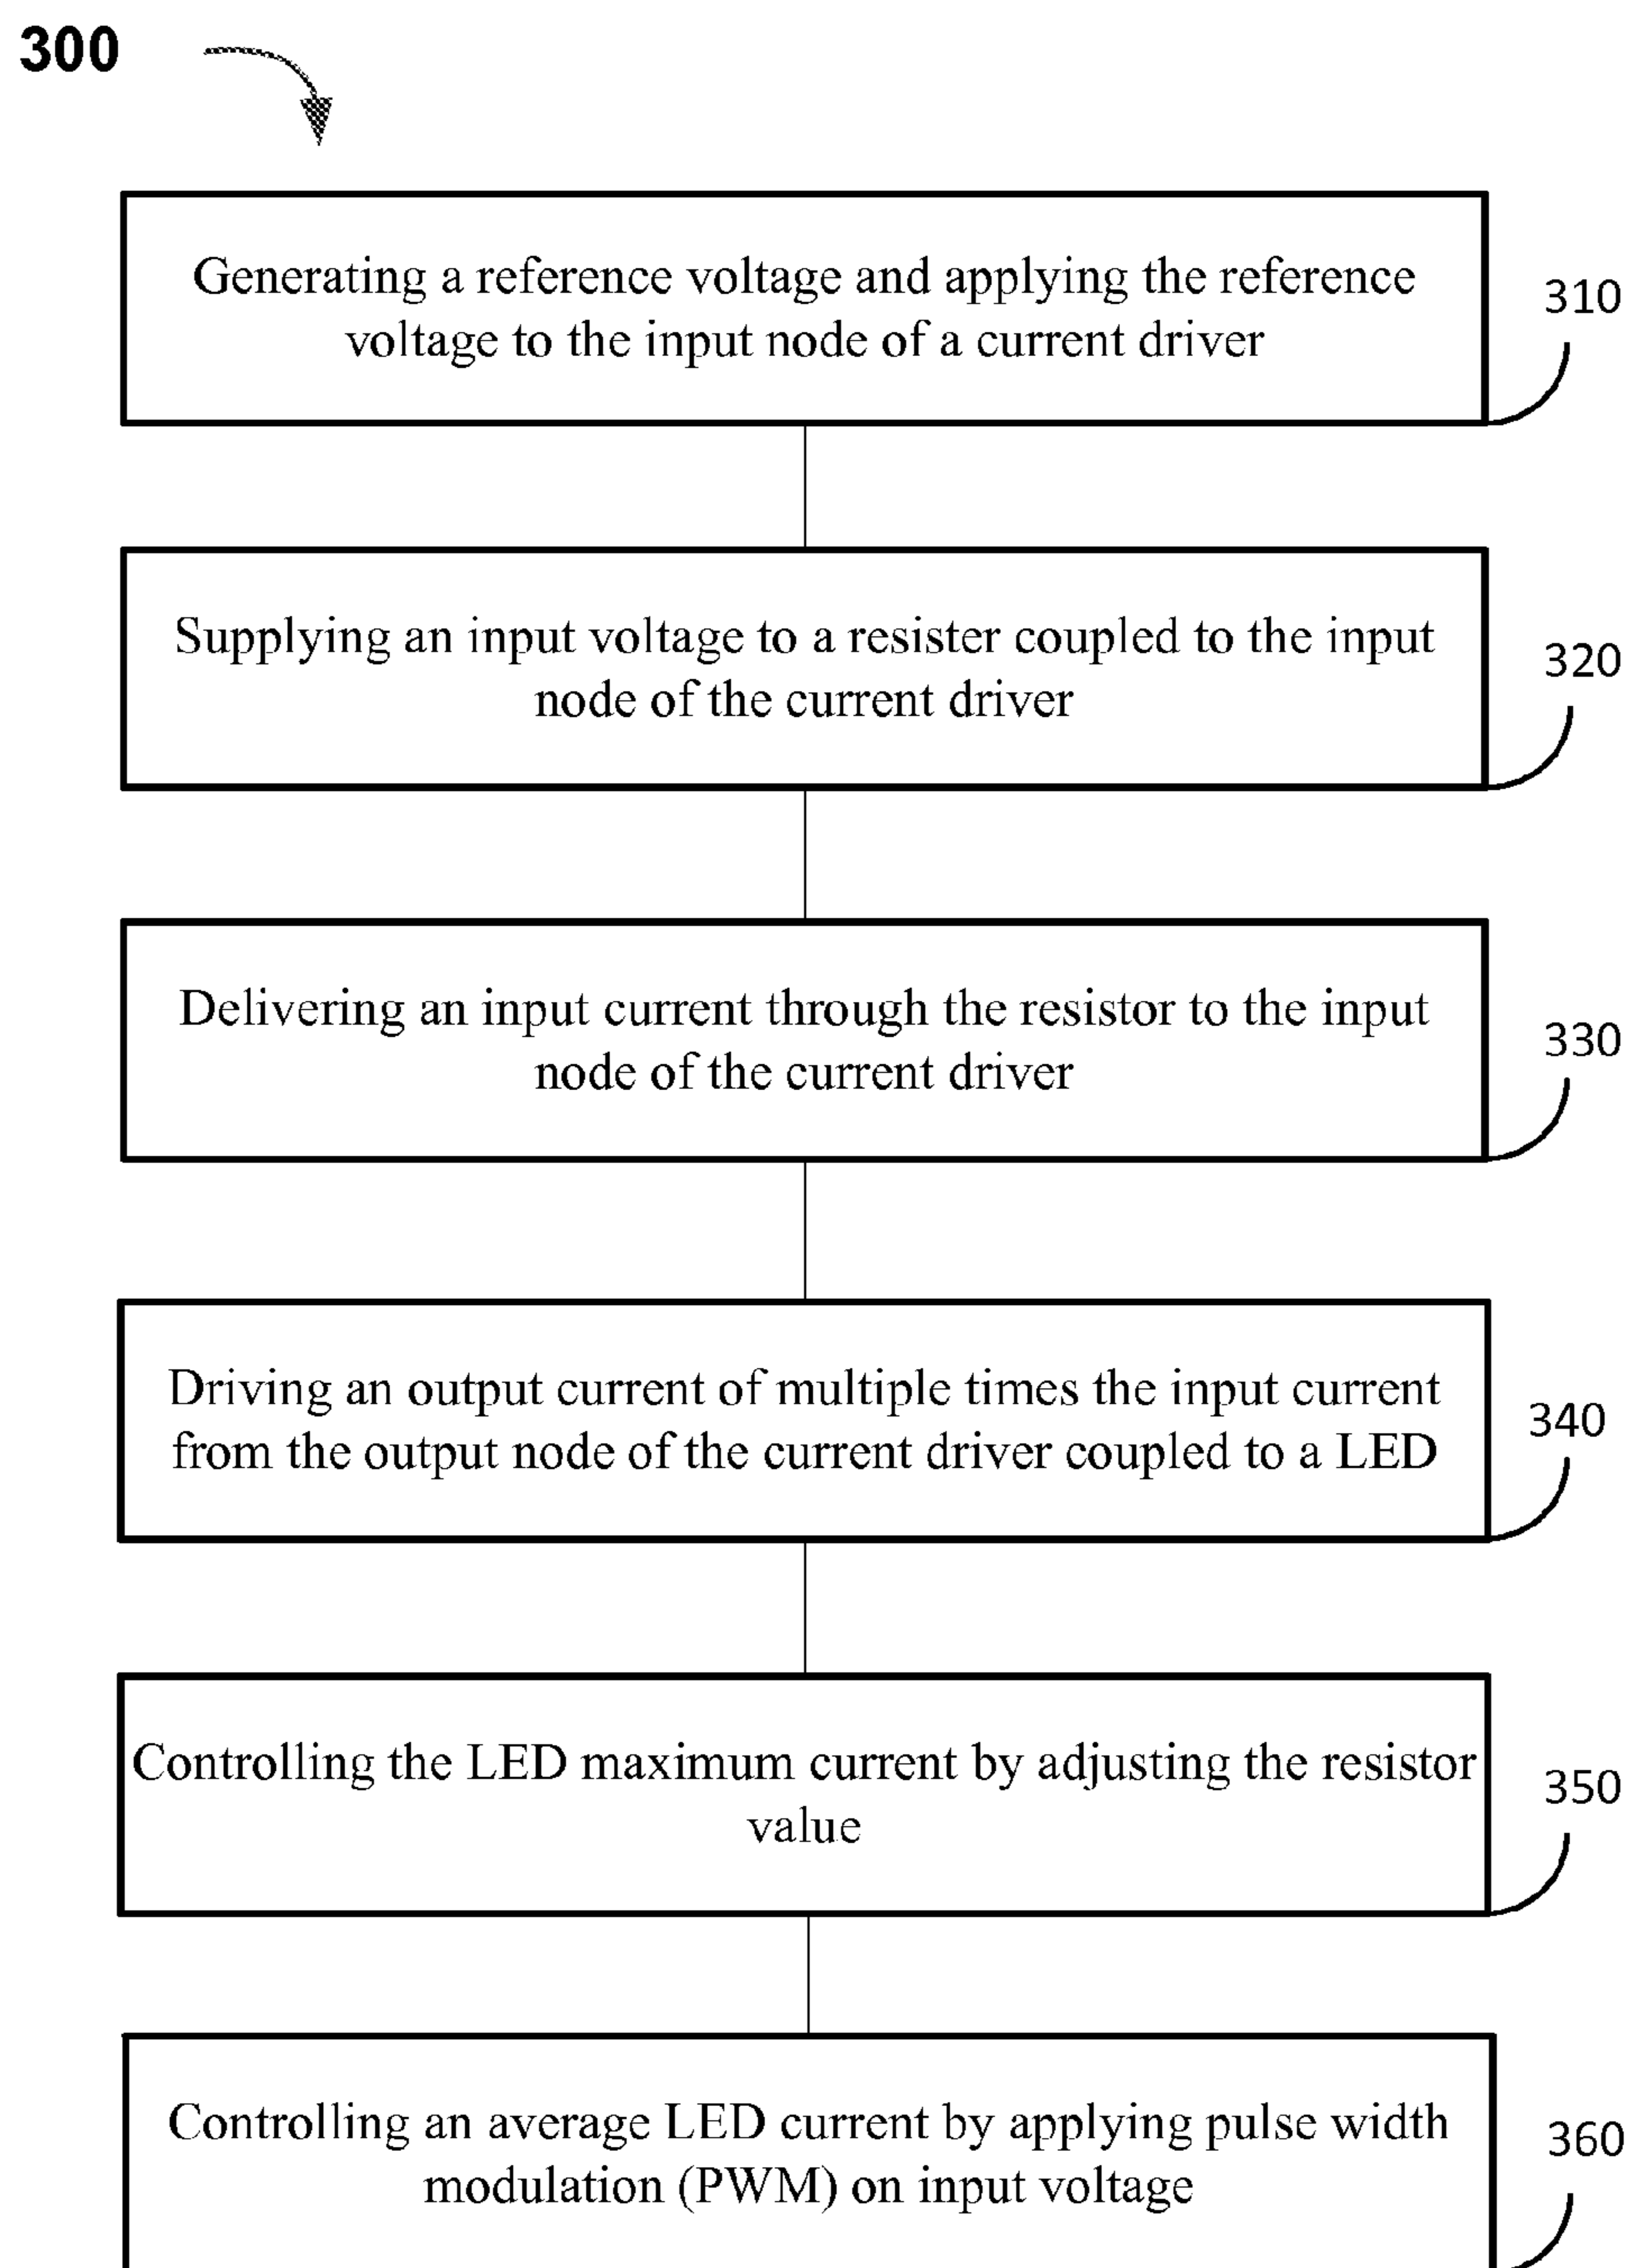 300
Generating a reference voltage and applying the reference
voltage to the input node of a current driver
310
Supplying an input voltage to a resister coupled to the input
node of the current driver
320
Delivering an input current through the resistor to the input
node of the current driver
330
Driving an output current of multiple times the input current
from the output node of the current driver coupled to a LED
340
Controlling the LED maximum current by adjusting the resistor
value
350
Controlling an average LED current by applying pulse width
modulation (PWM) on input voltage
360